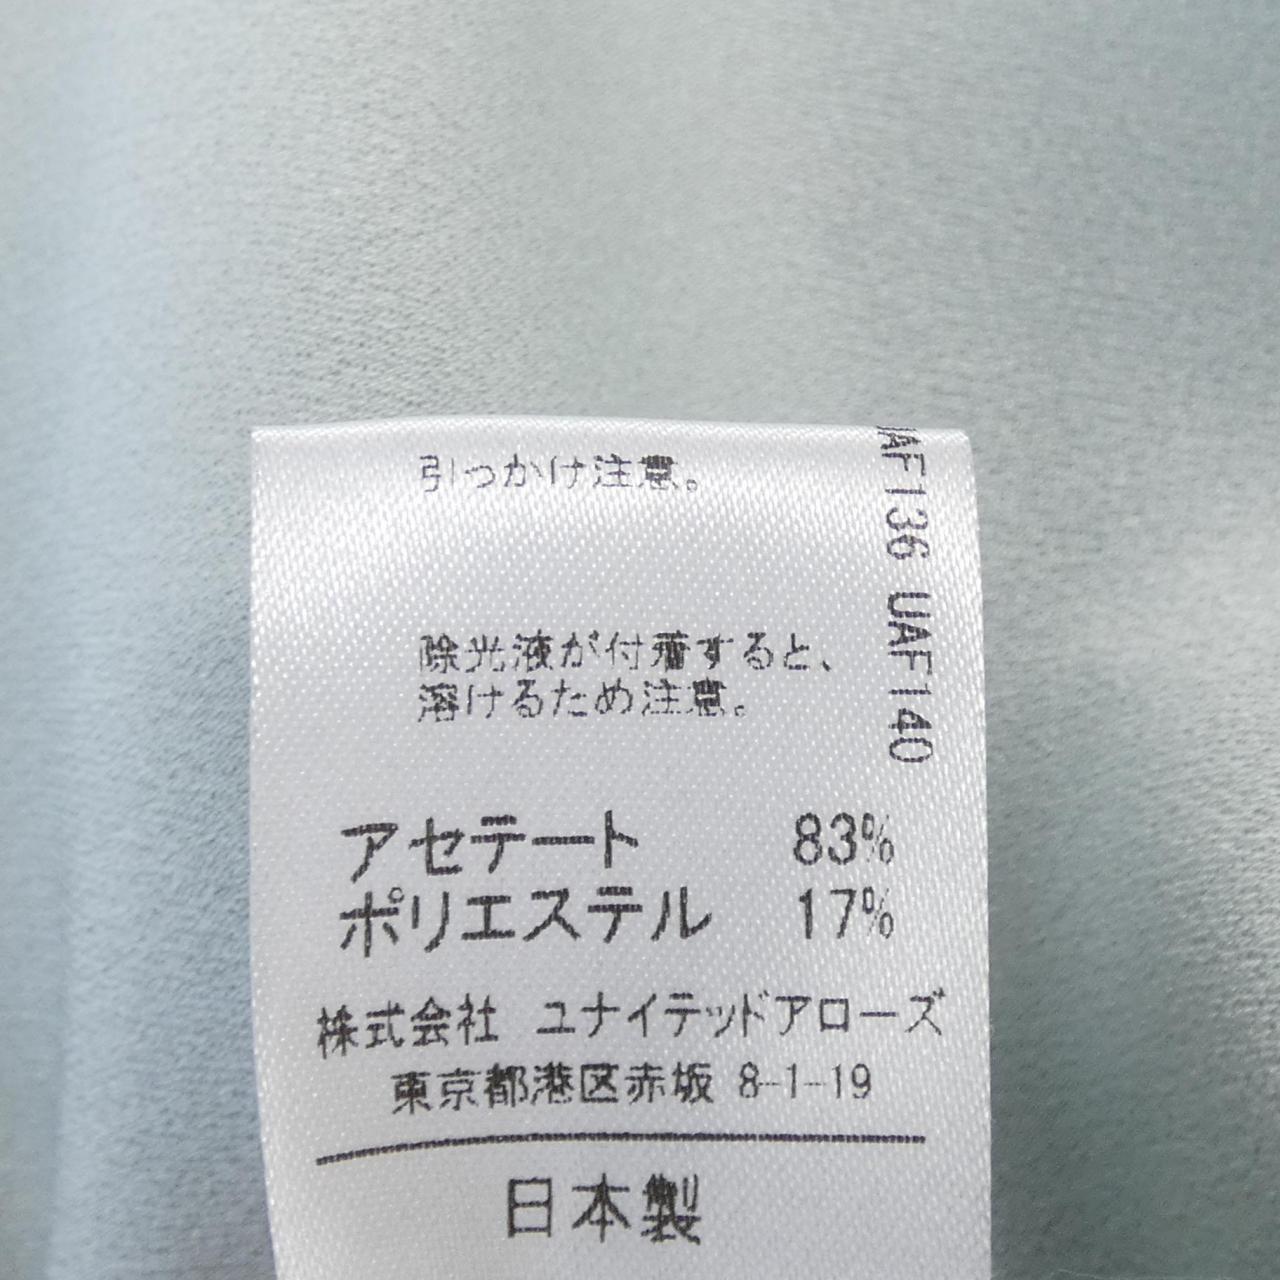 引っかけ注意。
UAF136 UAF140
除光液が付着すると、
溶けるため注意。
アセテート 83%
ポリエステル 17%
株式会社 ユナイテッドアローズ
東京都港区赤坂 8-1-19
日本製